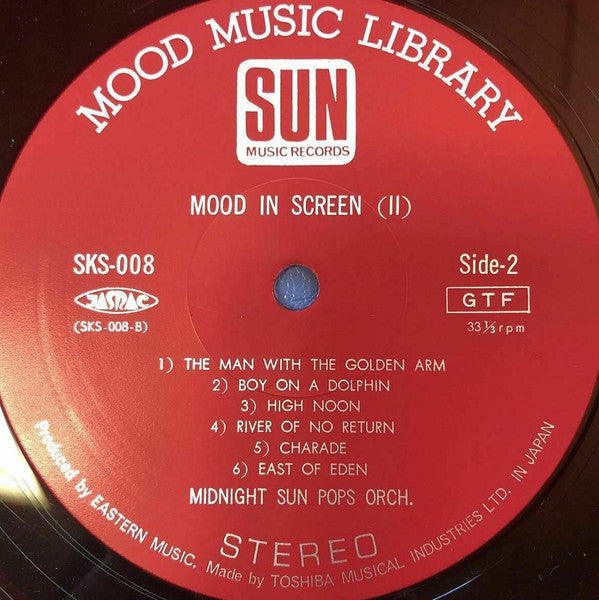 MOOD MUSIC LIBRARY
SUN
MUSIC RECORDS
MOOD IN SCREEN (II)
SKS-008
Side-2
JASRAC
GTF
(SKS-008-B)
33⅓rpm
1) THE MAN WITH THE GOLDEN ARM
2) BOY ON A DOLPHIN
3) HIGH NOON
4) RIVER OF NO RETURN
5) CHARADE
6) EAST OF EDEN
MIDNIGHT SUN POPS ORCH.
STEREO
Produced by EASTERN MUSIC. Made by TOSHIBA MUSICAL INDUSTRIES LTD. IN JAPAN